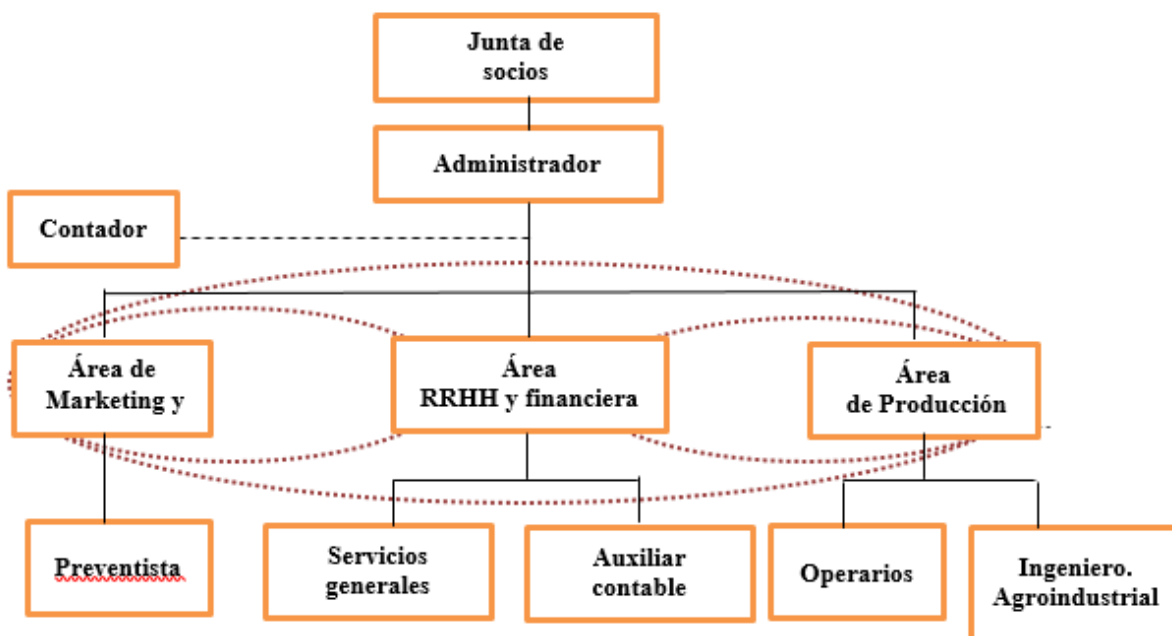 Junta de
socios
Administrador
Contador
Área de
Marketing y
Área
RRHH y financiera
Área
de Producción
Preventista
Servicios
generales
Auxiliar
contable
Operarios
Ingeniero.
Agroindustrial